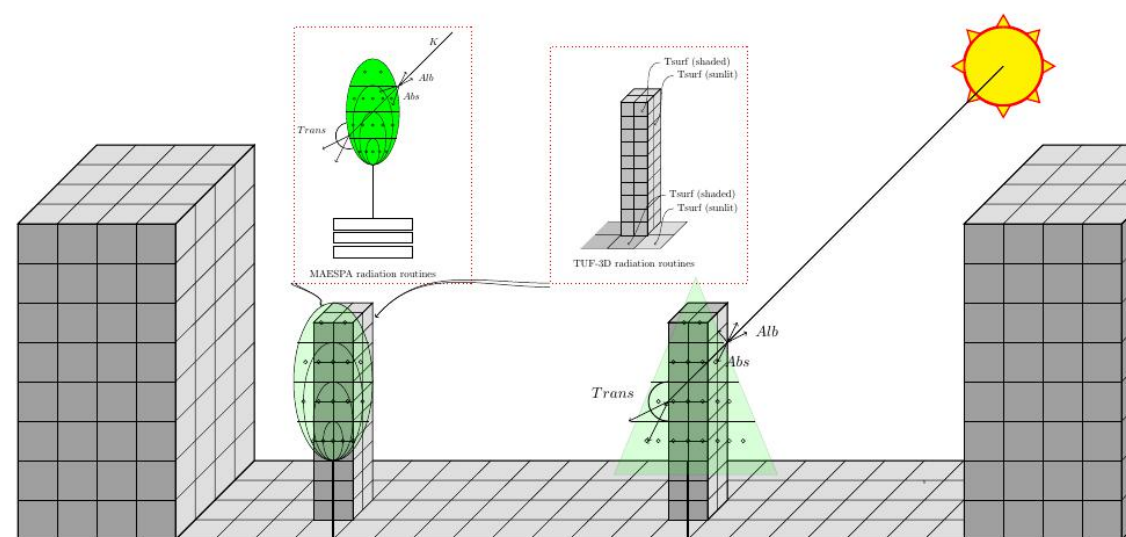 K
Alb
Abs
Trans
MAESPA radiation routines
Tsurf (shaded)
Tsurf (sunlit)
Tsurf (shaded)
Tsurf (sunlit)
TUF-3D radiation routines
Alb
Abs
Trans